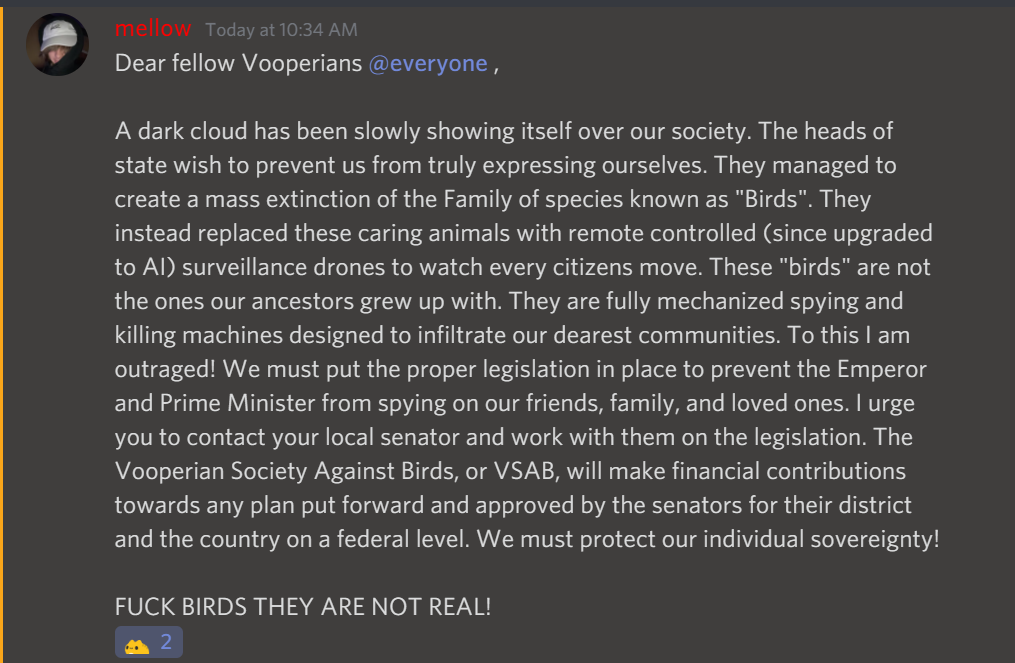 mellow Today at 10:34 AM
Dear fellow Vooperians @everyone ,
A dark cloud has been slowly showing itself over our society. The heads of
state wish to prevent us from truly expressing ourselves. They managed to
create a mass extinction of the Family of species known as "Birds". They
instead replaced these caring animals with remote controlled (since upgraded
to AI) surveillance drones to watch every citizens move. These "birds" are not
the ones our ancestors grew up with. They are fully mechanized spying and
killing machines designed to infiltrate our dearest communities. To this I am
outraged! We must put the proper legislation in place to prevent the Emperor
and Prime Minister from spying on our friends, family, and loved ones. I urge
you to contact your local senator and work with them on the legislation. The
Vooperian Society Against Birds, or VSAB, will make financial contributions
towards any plan put forward and approved by the senators for their district
and the country on a federal level. We must protect our individual sovereignty!
FUCK BIRDS THEY ARE NOT REAL!
2